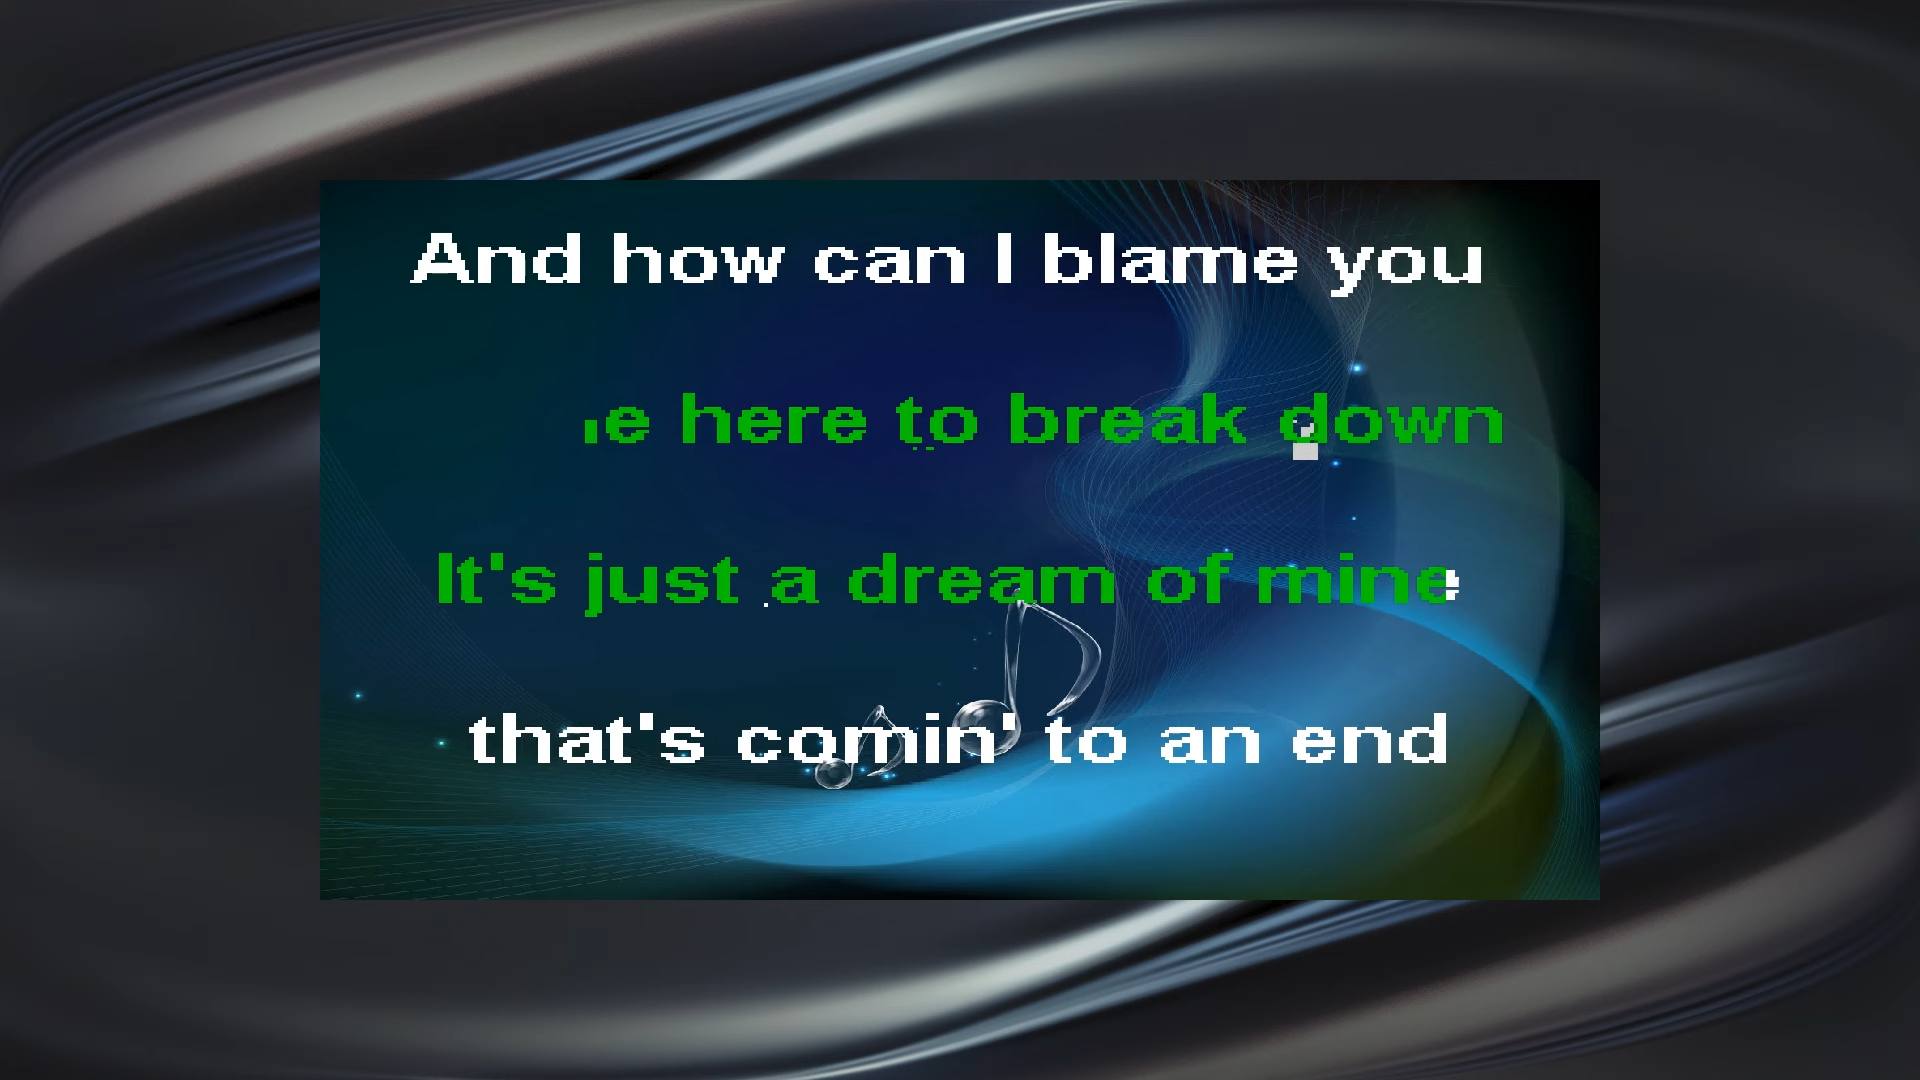 And how can I blame you
e here to break down
It's just a dream of mine
that's comin' to an end